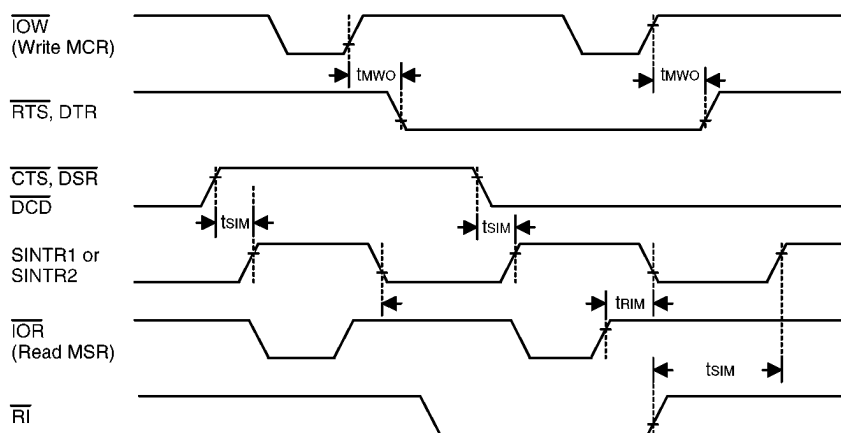 IOW
(Write MCR)
tMWO tMWO
RTS, DTR
CTS, DSR
DCD
tSIM tSIM
SINTR1 or
SINTR2
tRIM
IOR
(Read MSR)
tSIM
RI